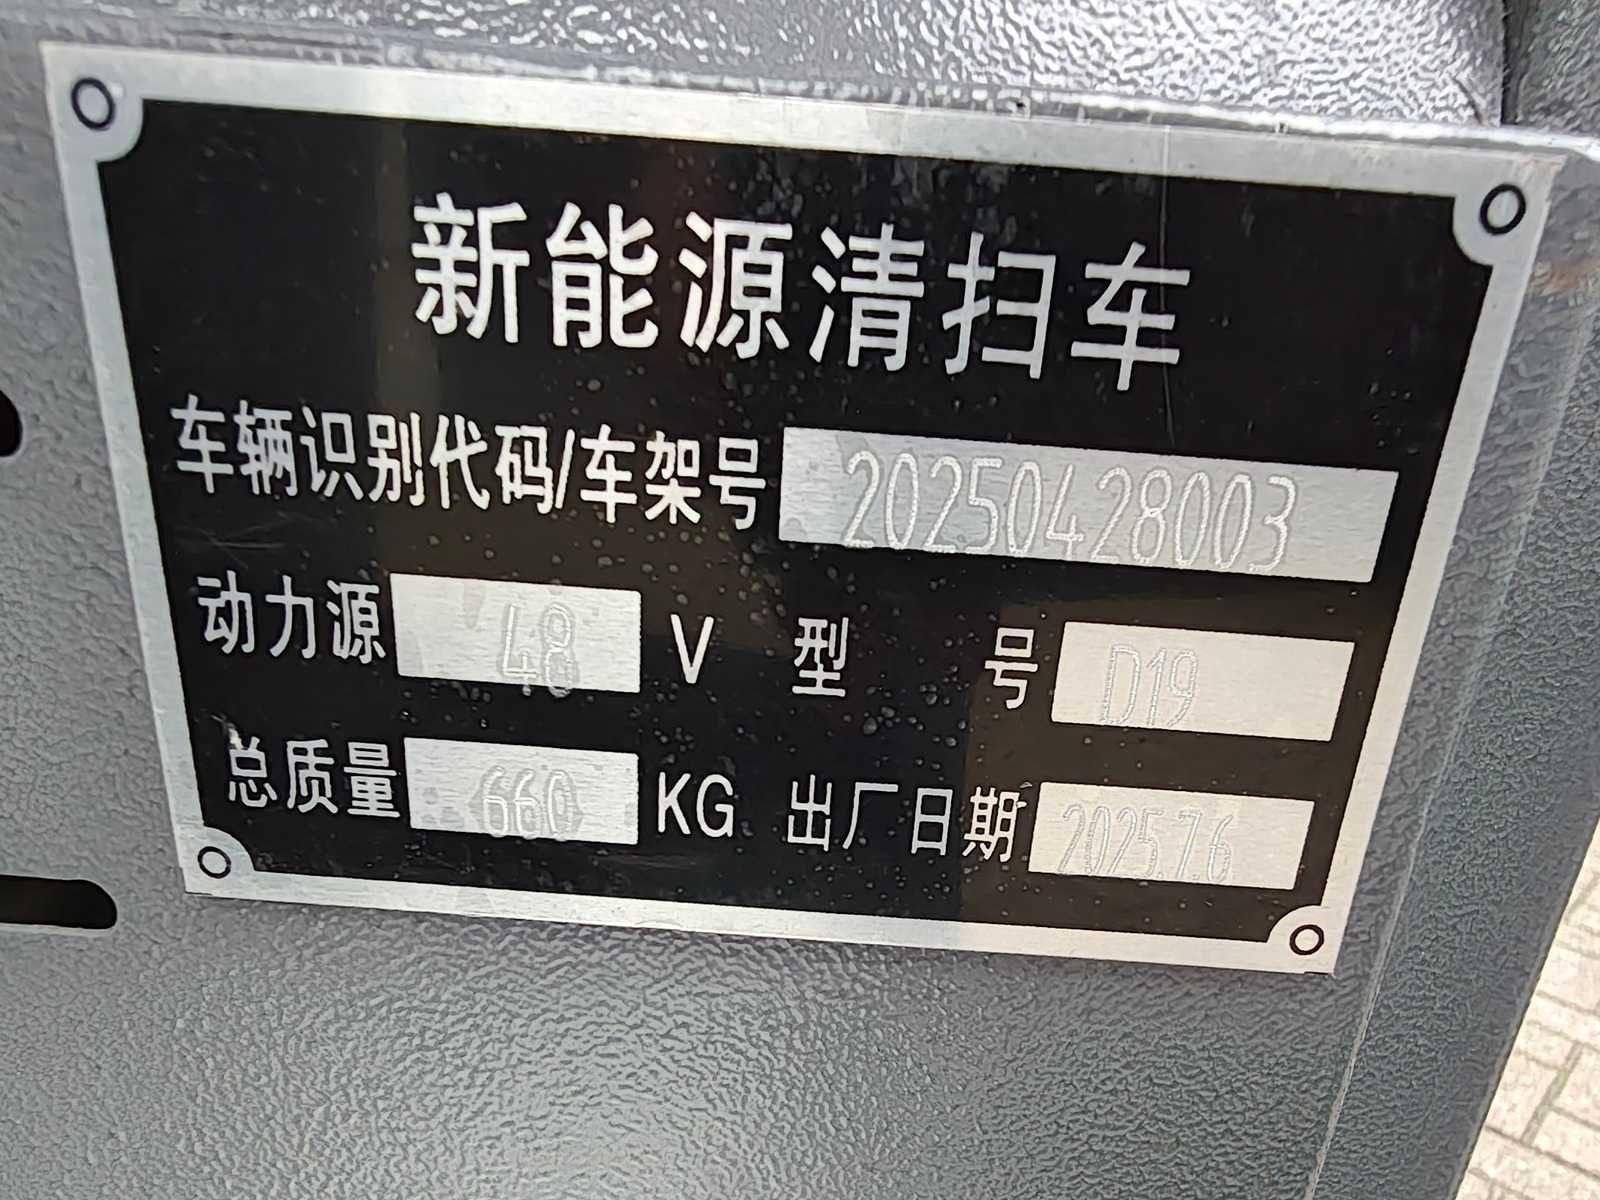 新能源清扫车
车辆识别代码/车架号 20250428003
动力源 48 V 型号 D19
总质量 660 KG 出厂日期 2025.7.6